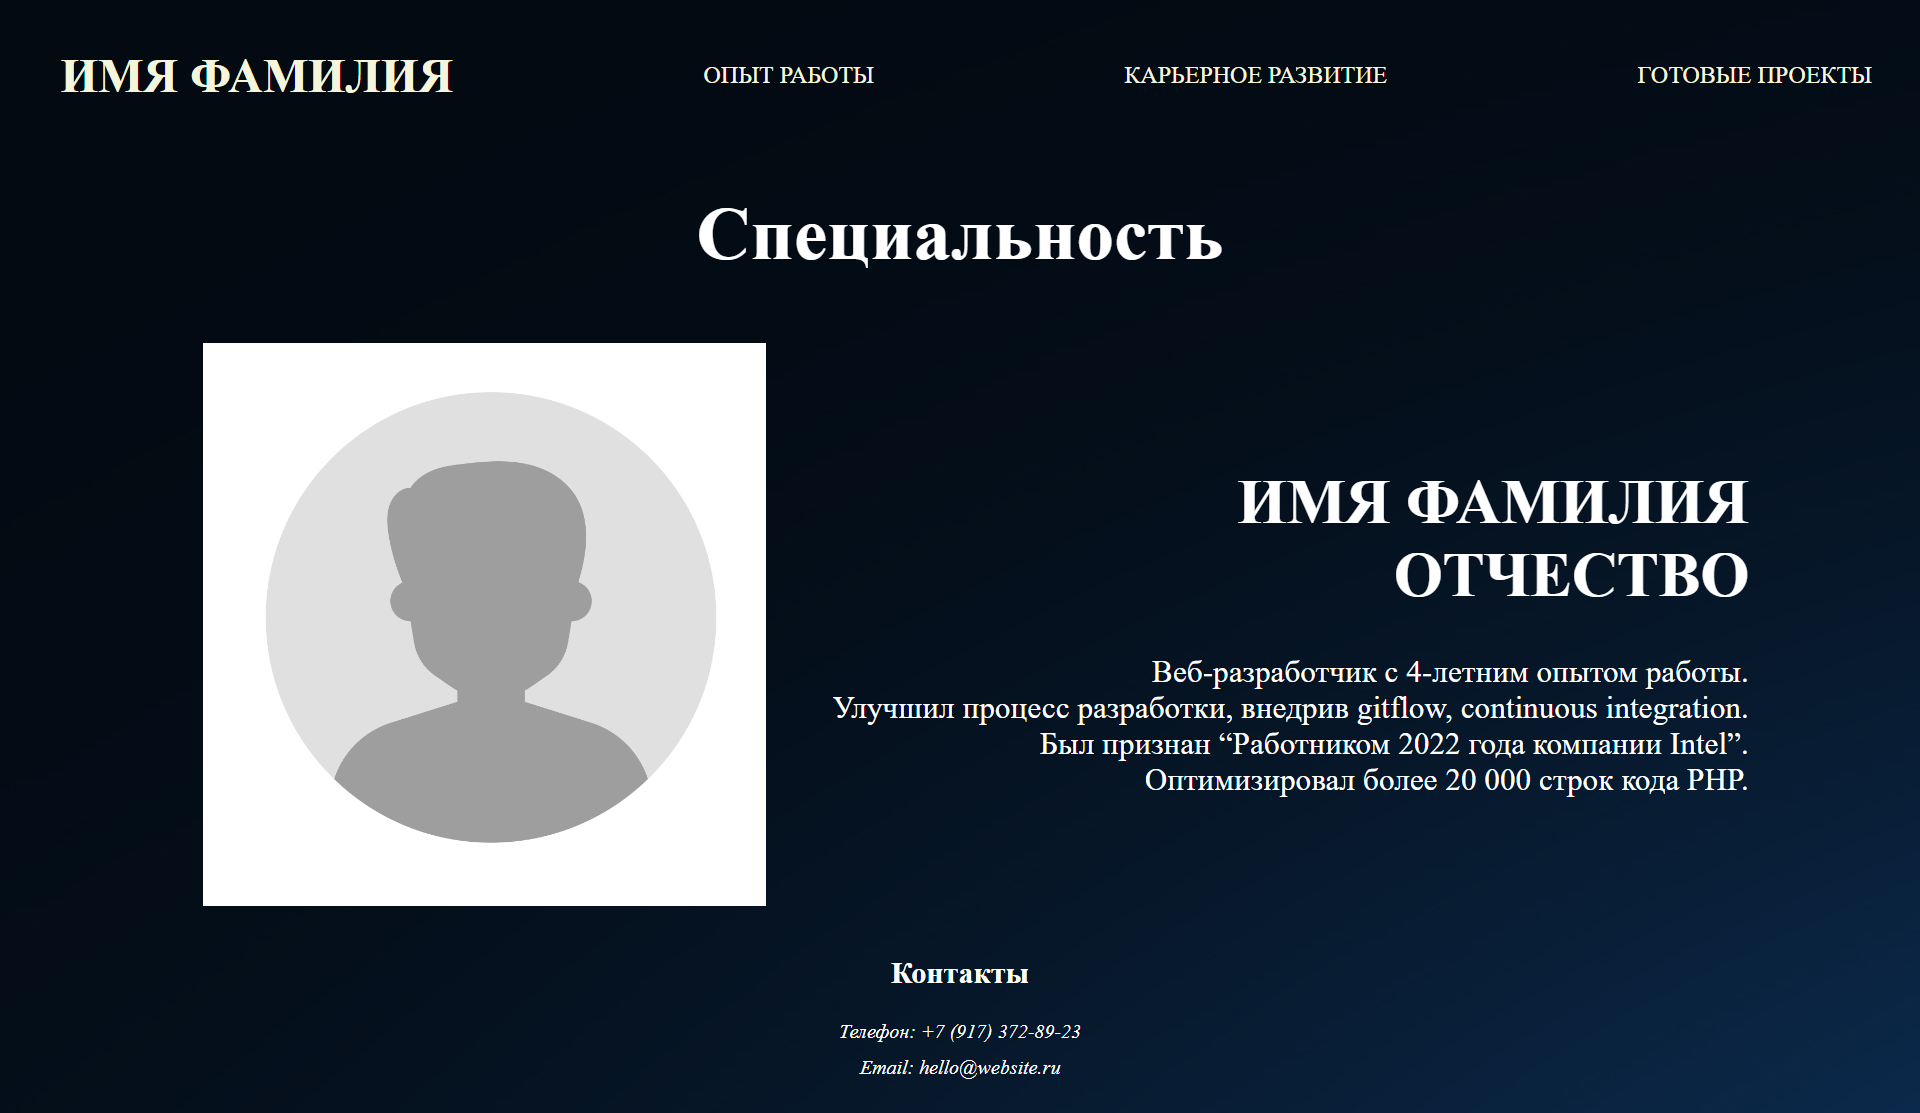 ИМЯ ФАМИЛИЯ
ОПЫТ РАБОТЫ
КАРЬЕРНОЕ РАЗВИТИЕ
ГОТОВЫЕ ПРОЕКТЫ
Специальность
ИМЯ ФАМИЛИЯ
ОТЧЕСТВО
Веб-разработчик с 4-летним опытом работы.
Улучшил процесс разработки, внедрив gitflow, continuous integration.
Был признан “Работником 2022 года компании Intel”.
Оптимизировал более 20 000 строк кода PHP.
Контакты
Телефон: +7 (917) 372-89-23
Email: hello@website.ru